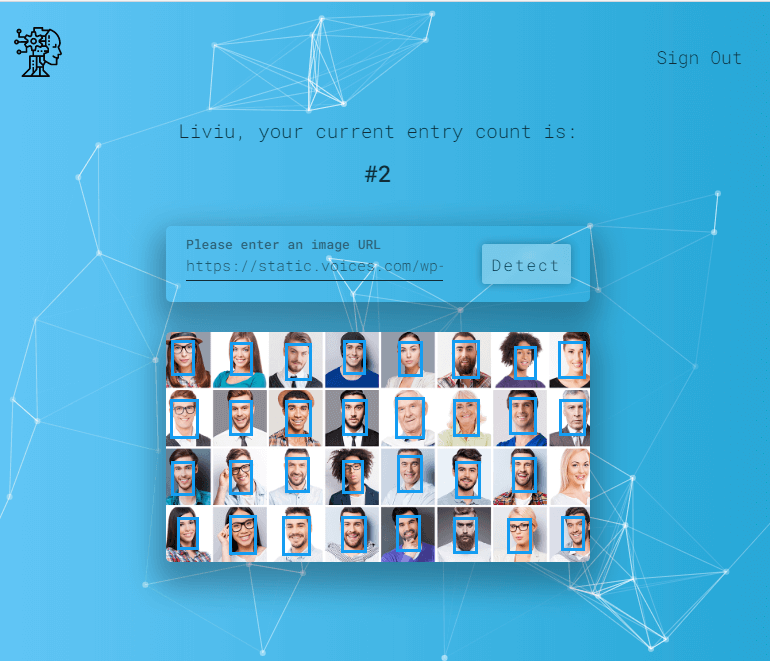 Sign Out
Liviu, your current entry count is:
#2
Please enter an image URL
https://static.voices.com/wp-
Detect